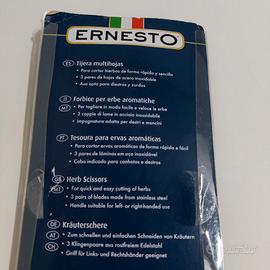 ERNESTO
ES Tijera multihojas
- Para cortar hierbas de forma rápida y sencilla
- 3 pares de hojas de acero inoxidable
- Asa apta para diestros y zurdos
IT Forbice per erbe aromatiche
MT - Per tagliare in modo facile e veloce le erbe
- 3 coppie di lame in acciaio inossidabile
- Impugnatura adatta per destri e mancini
PT Tesoura para ervas aromáticas
- Para cortar ervas aromáticas de forma rápida e fácil
- 3 pares de lâminas em aço inoxidável
- Cabo indicado para canhotos e destros
GB Herb Scissors
MT - For quick and easy cutting of herbs
- 3 pairs of blades made from stainless steel
- Handle suitable for left- or right-handed use
DE Kräuterschere
AT - Zum schnellen und einfachen Schneiden von Kräutern
CH - 3 Klingenpaare aus rostfreiem Edelstahl
- Griff für Links- und Rechtshänder geeignet